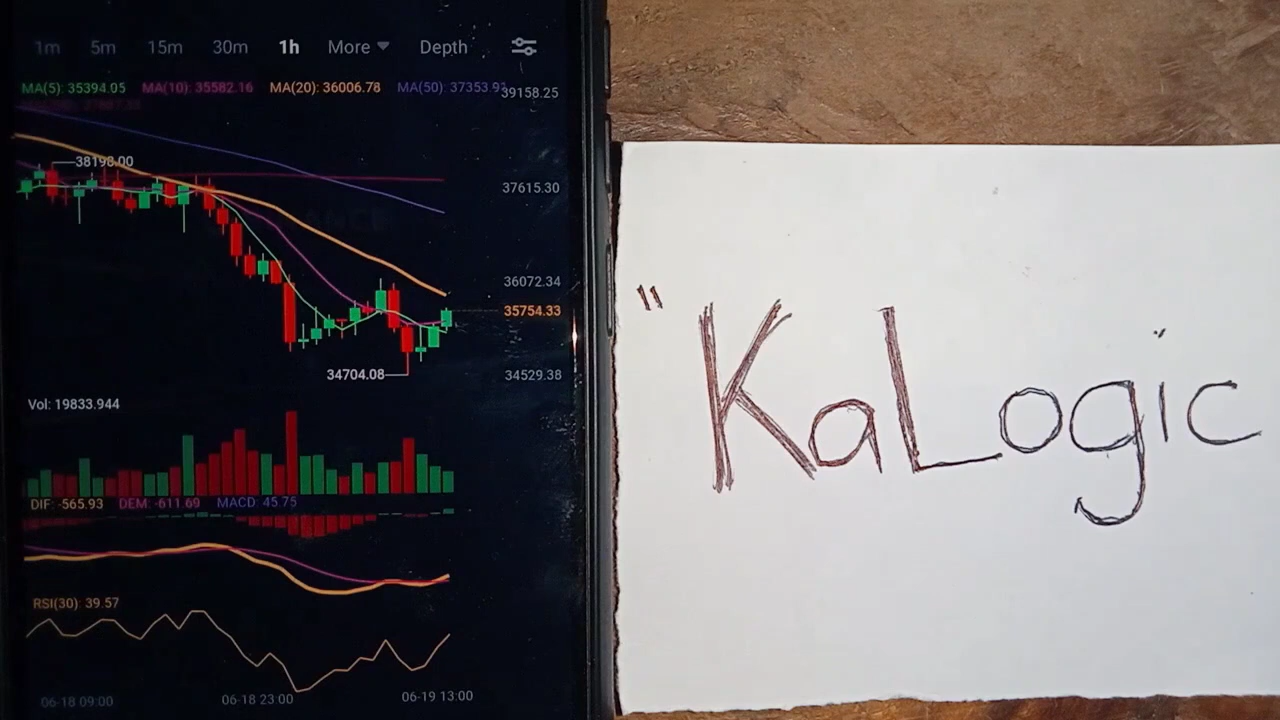 1m 5m 15m 30m 1h More Depth
MA(5): 35394.05 MA(10): 35582.16 MA(20): 36006.78 MA(50): 37353.93
39158.25
38198.00
37615.30
36072.34
35754.33
34704.08
34529.38
Vol: 19833.944
DIF: -565.93 DEM: -611.69 MACD: 45.75
RSI(30): 39.57
06-18 09:00 06-18 23:00 06-19 13:00
"KaLogic"